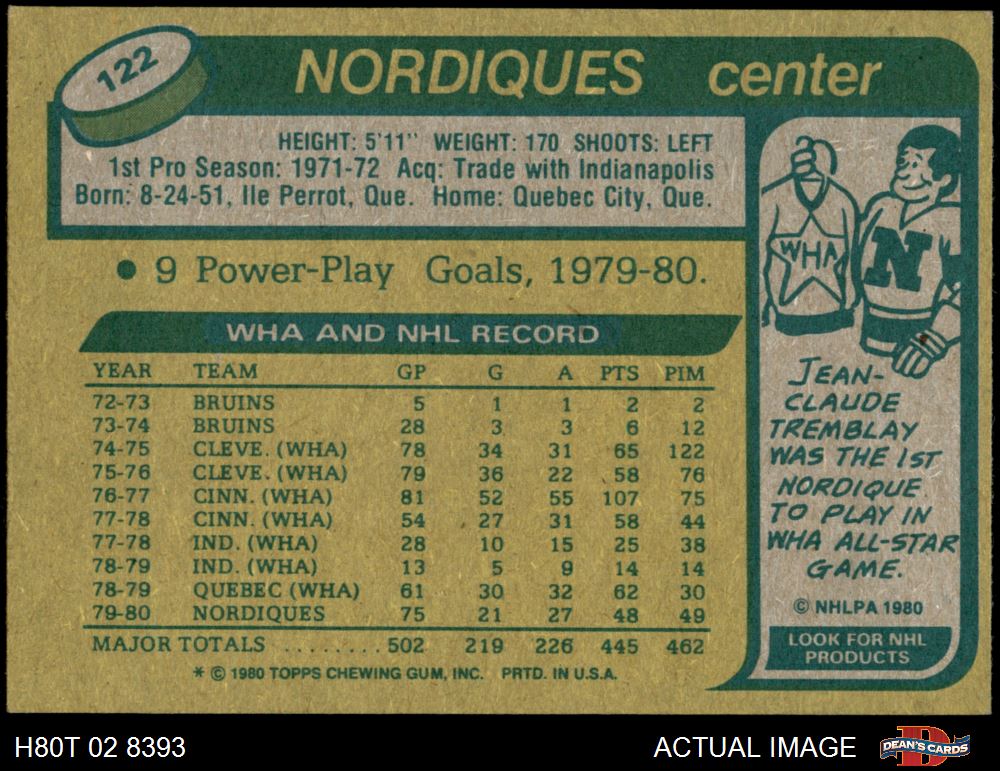 122
NORDIQUES center
HEIGHT: 5'11" WEIGHT: 170 SHOOTS: LEFT
1st Pro Season: 1971-72 Acq: Trade with Indianapolis
Born: 8-24-51, Ile Perrot, Que. Home: Quebec City, Que.
• 9 Power-Play Goals, 1979-80.
WHA AND NHL RECORD
YEAR TEAM GP G A PTS PIM
72-73 BRUINS 5 1 1 2 2
73-74 BRUINS 28 3 3 6 12
74-75 CLEVE. (WHA) 78 34 31 65 122
75-76 CLEVE. (WHA) 79 36 22 58 76
76-77 CINN. (WHA) 81 52 55 107 75
77-78 CINN. (WHA) 54 27 31 58 44
77-78 IND. (WHA) 28 10 15 25 38
78-79 IND. (WHA) 13 5 9 14 14
78-79 QUEBEC (WHA) 61 30 32 62 30
79-80 NORDIQUES 75 21 27 48 49
MAJOR TOTALS ........ 502 219 226 445 462
* © 1980 TOPPS CHEWING GUM, INC. PRTD. IN U.S.A.
WHA
N
JEAN-
CLAUDE
TREMBLAY
WAS THE 1ST
NORDIQUE
TO PLAY IN
WHA ALL-STAR
GAME.
© NHLPA 1980
LOOK FOR NHL
PRODUCTS
H80T 02 8393
ACTUAL IMAGE
D
DEAN'S CARDS